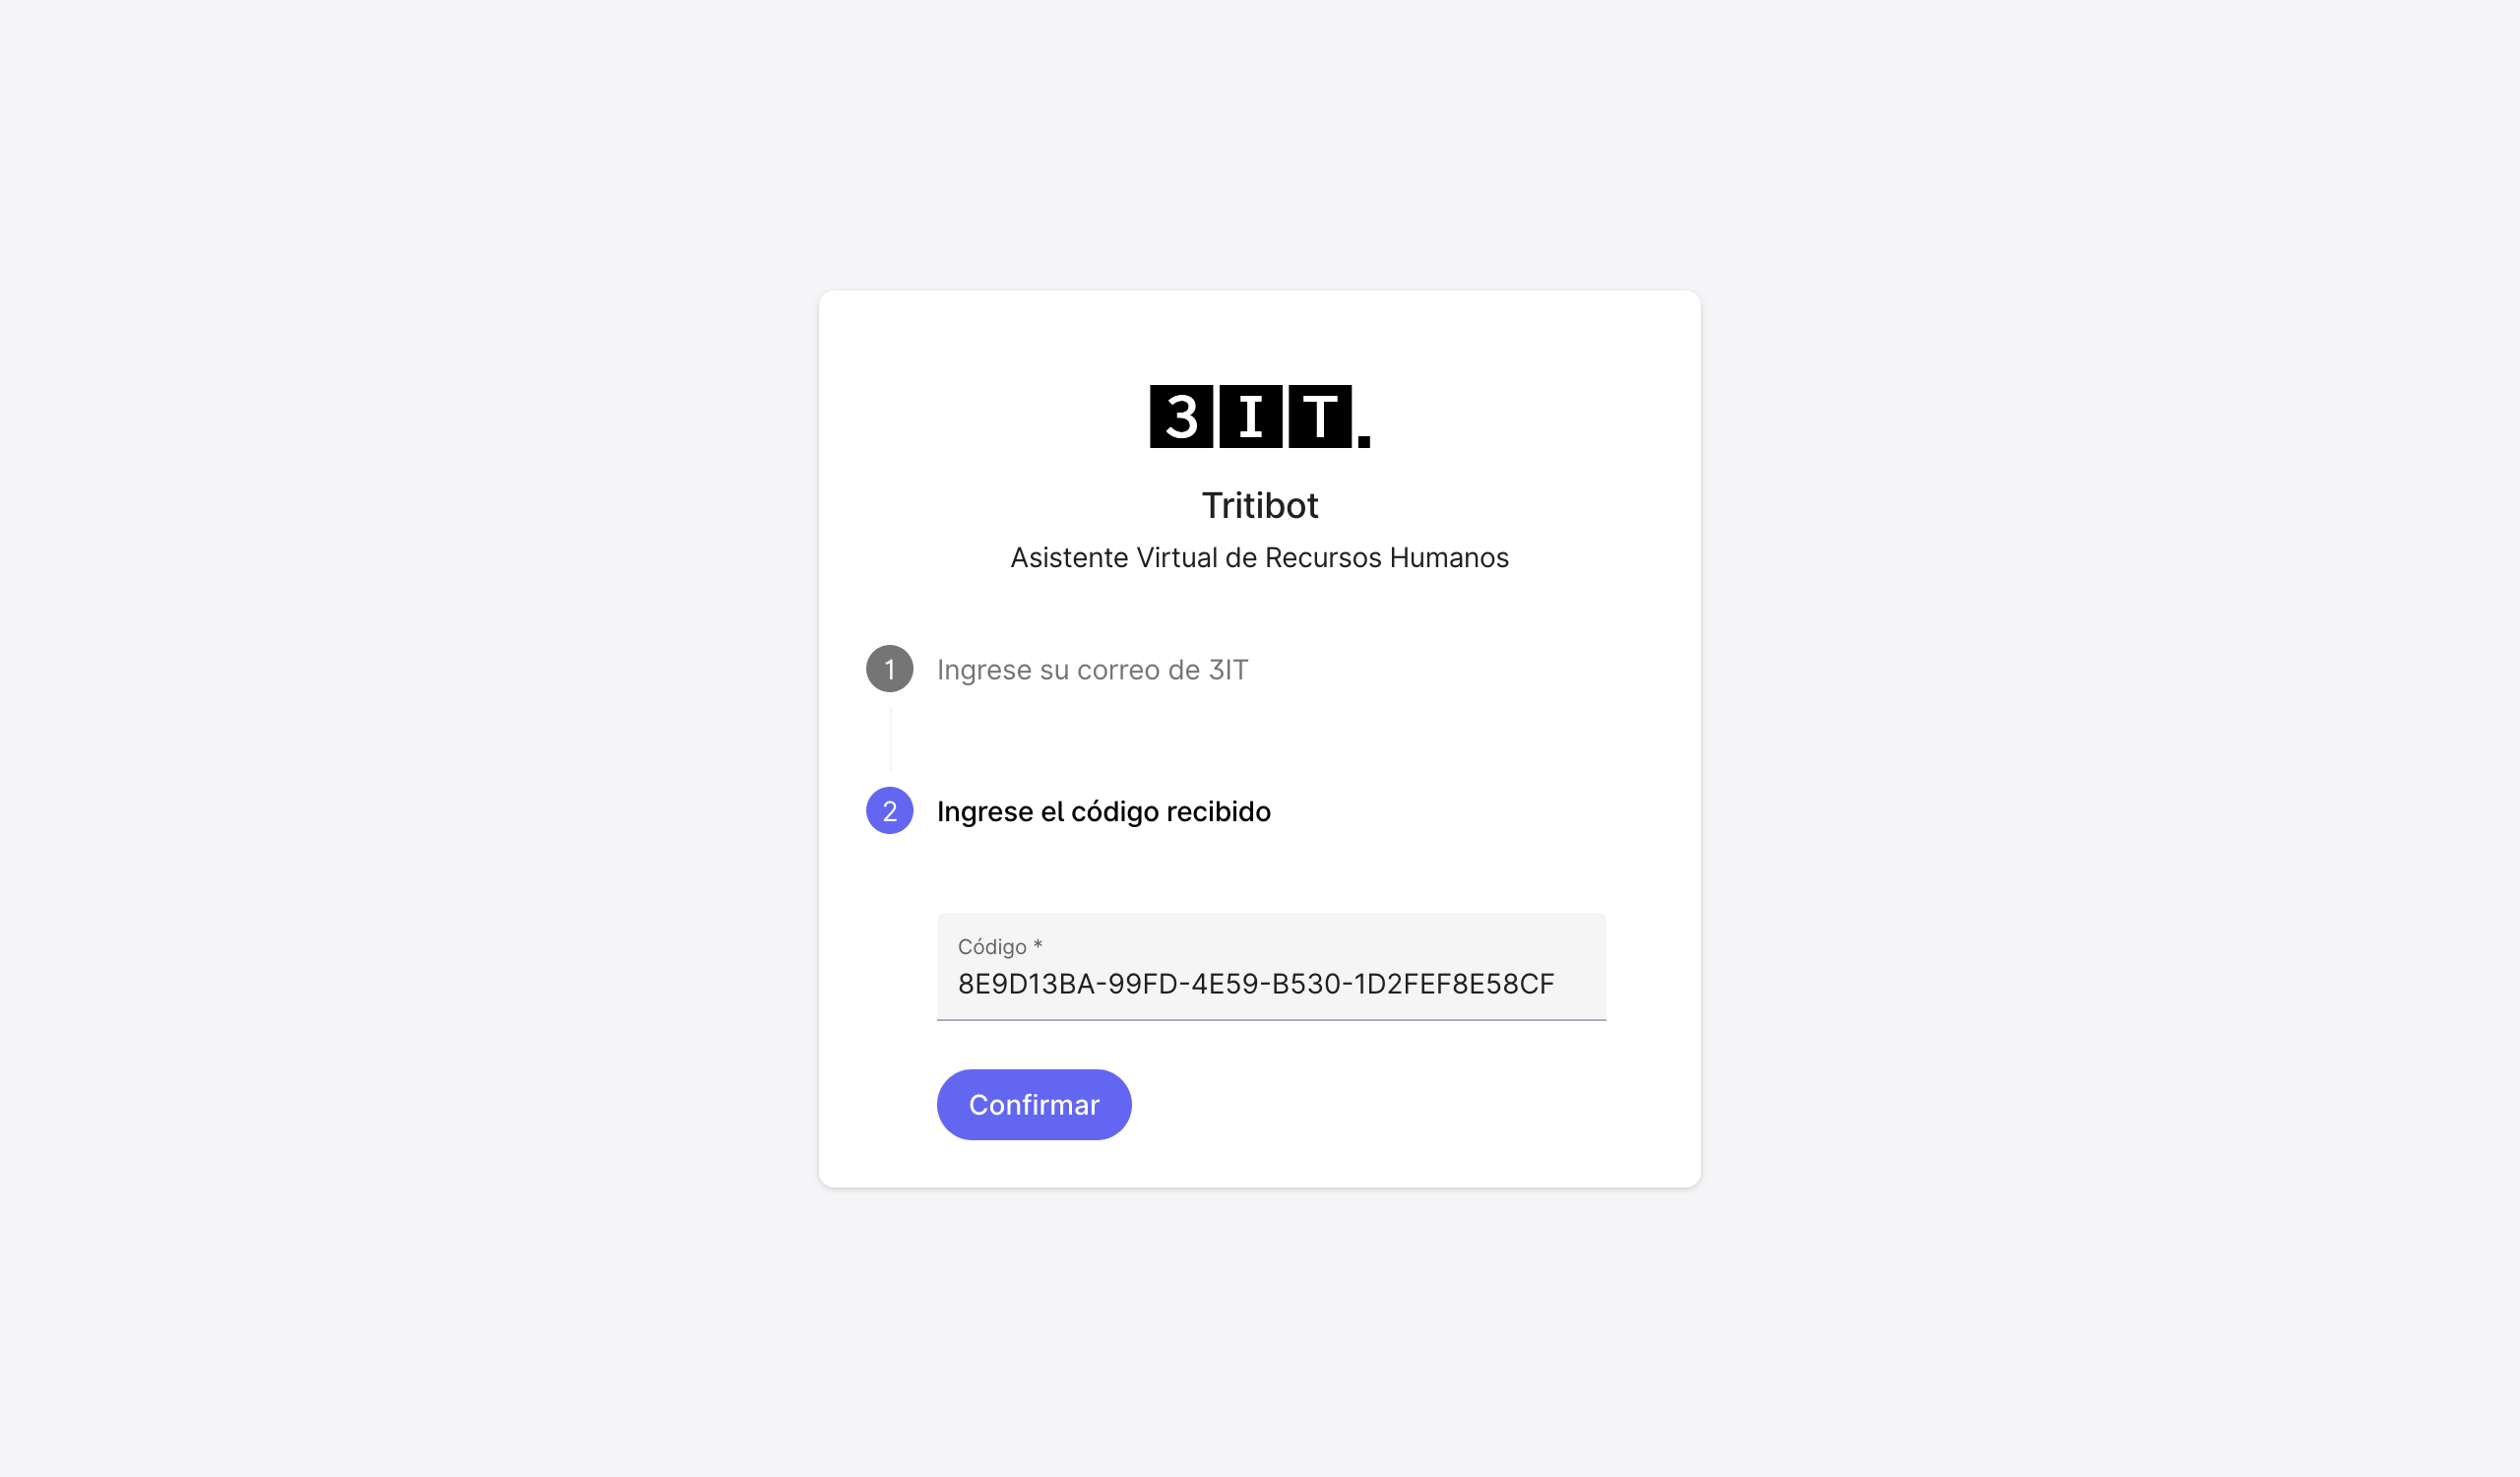 3IT.
Tritibot
Asistente Virtual de Recursos Humanos
1 Ingrese su correo de 3IT
2 Ingrese el código recibido
Código *
8E9D13BA-99FD-4E59-B530-1D2FEF8E58CF
Confirmar